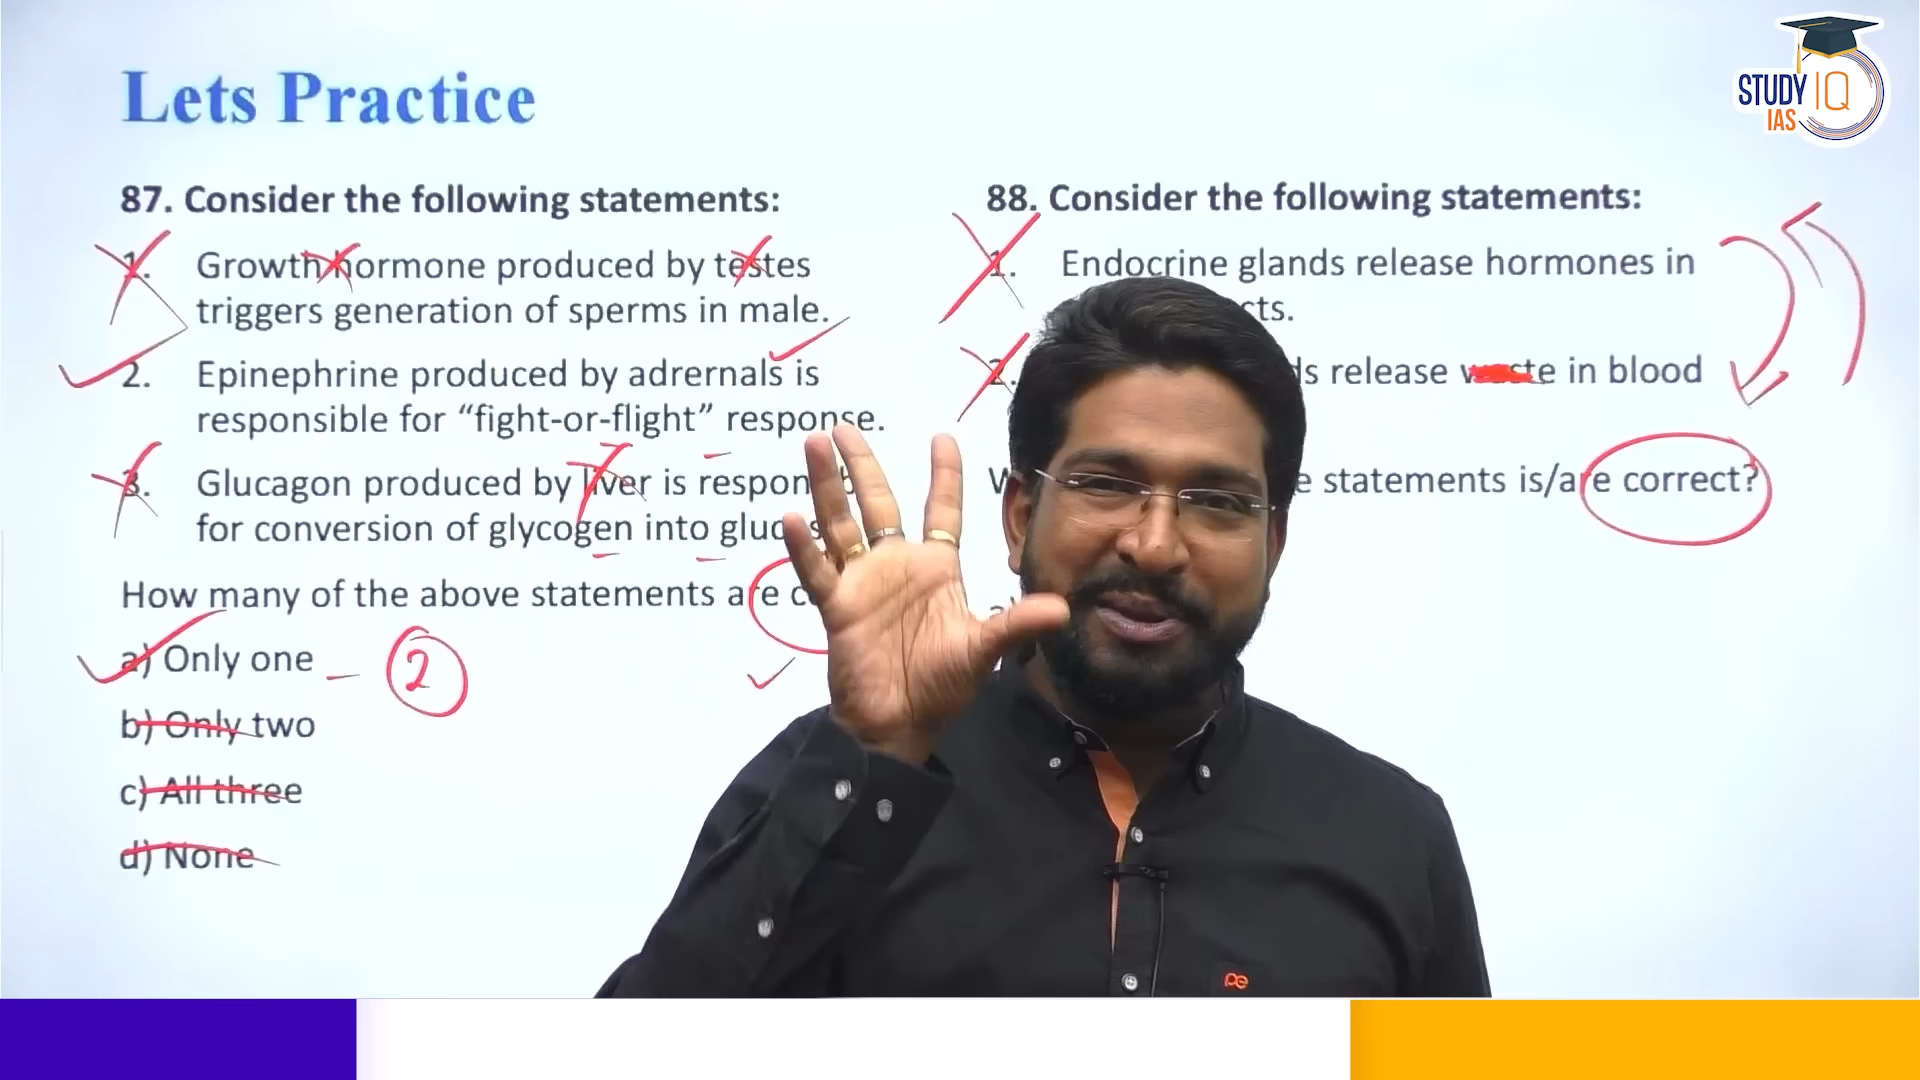 Lets Practice
STUDY IQ
IAS
87. Consider the following statements:
1. Growth hormone produced by testes
triggers generation of sperms in male.
2. Epinephrine produced by adrernals is
responsible for “fight-or-flight” response.
3. Glucagon produced by liver is
for conversion of glycogen into
How many of the above statements are
a) Only one
2
b) Only two
c) All three
d) None
88. Consider the following statements:
1. Endocrine glands release hormones in
2. release waste in blood
statements is/are correct?
pe